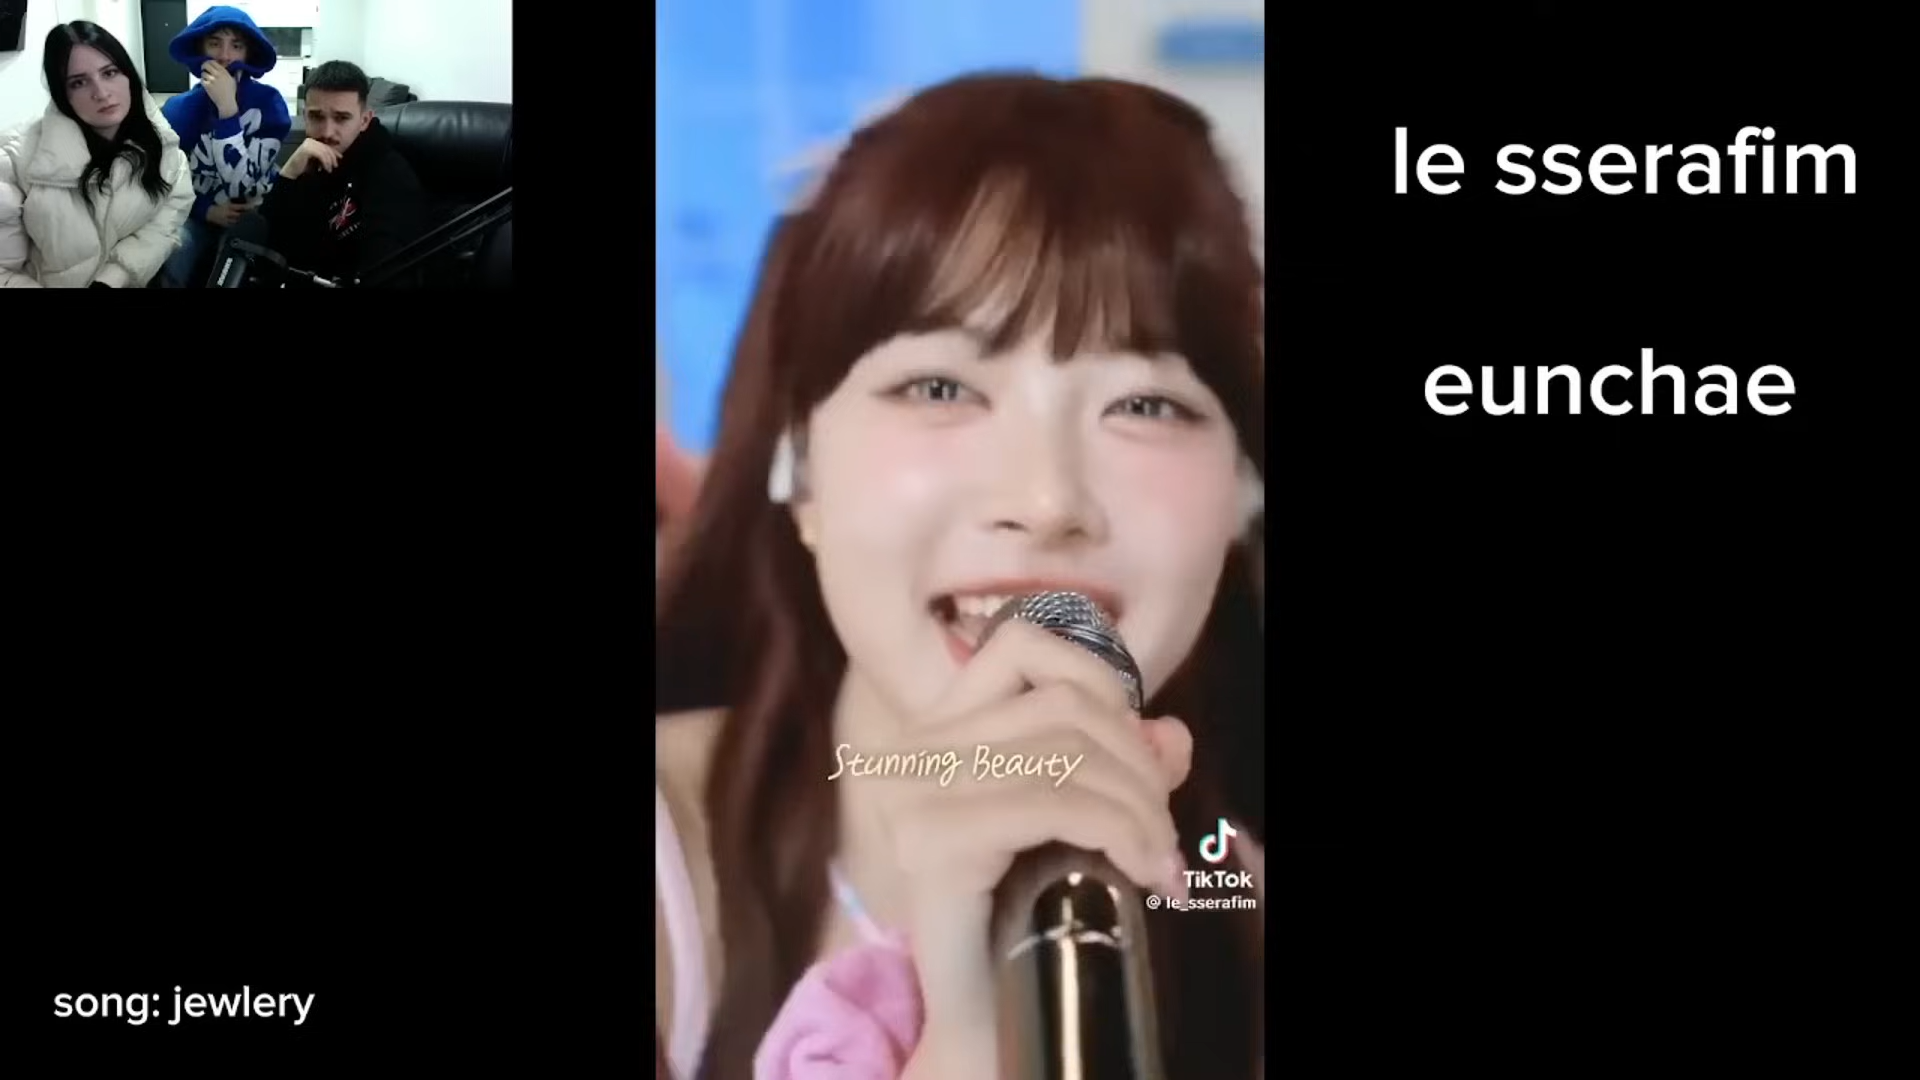 le sserafim
eunchae
Stunning Beauty
TikTok
@ le_sserafim
song: jewlery